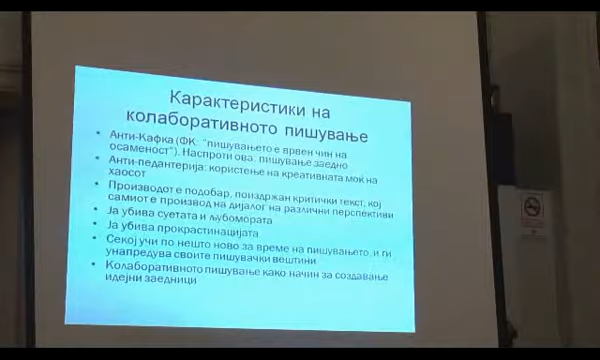 Карактеристики на
колаборативното пишување
• Анти-Кафка (ФК: "пишувањето е врвен чин на
осаменост"). Наспроти ова: пишување заедно
• Анти-педантерија: користење на креативната моќ на
хаосот
• Производот е подобар, поиздржан критички текст, кој
самиот е производ на дијалог на различни перспективи
• Ја убива суетата и љубомората
• Ја убива прокрастинацијата
• Секој учи по нешто ново за време на пишувањето, и ги
унапредува своите пишувачки вештини
• Колаборативното пишување како начин за создавање
идејни заедници